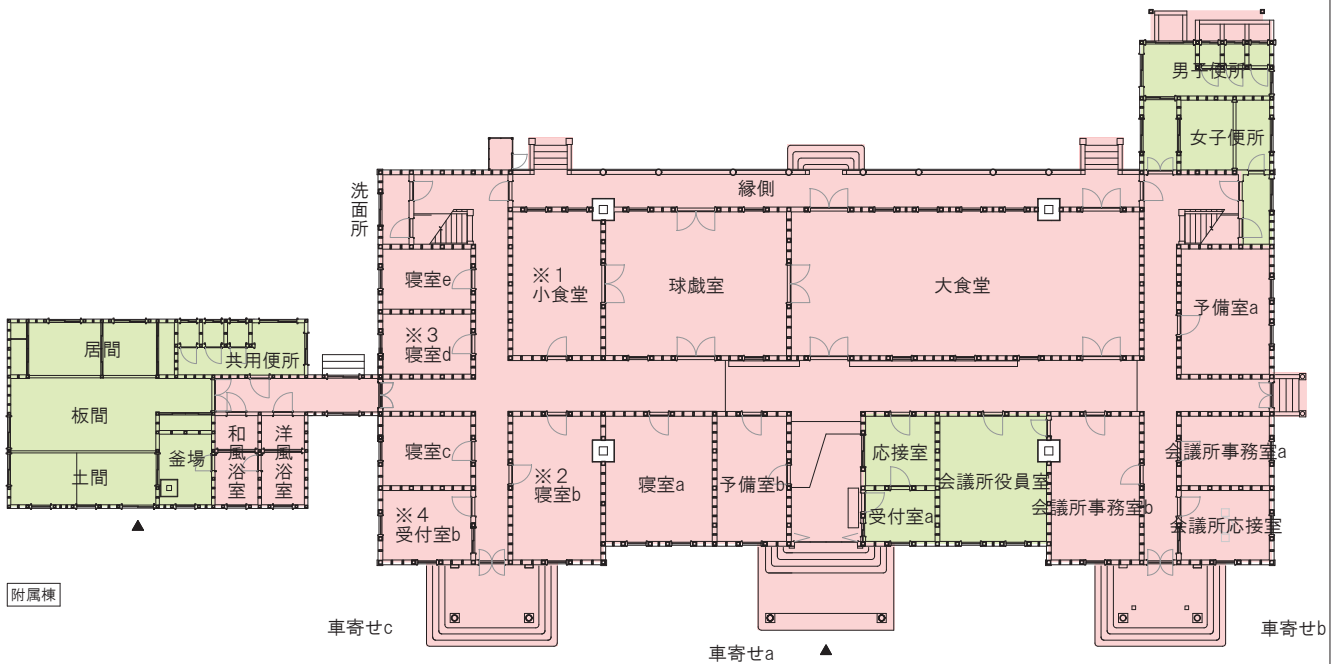 男子便所
女子便所
洗面所
縁側
寝室e
※1
小食堂
球戯室
大食堂
予備室a
※3
寝室d
居間
共用便所
板間
和風浴室
洋風浴室
釜場
土間
寝室c
※2
寝室b
寝室a
予備室b
応接室
会議所役員室
会議所事務室a
※4
受付室b
受付室a
会議所事務室b
会議所応接室
附属棟
車寄せc
車寄せa
車寄せb